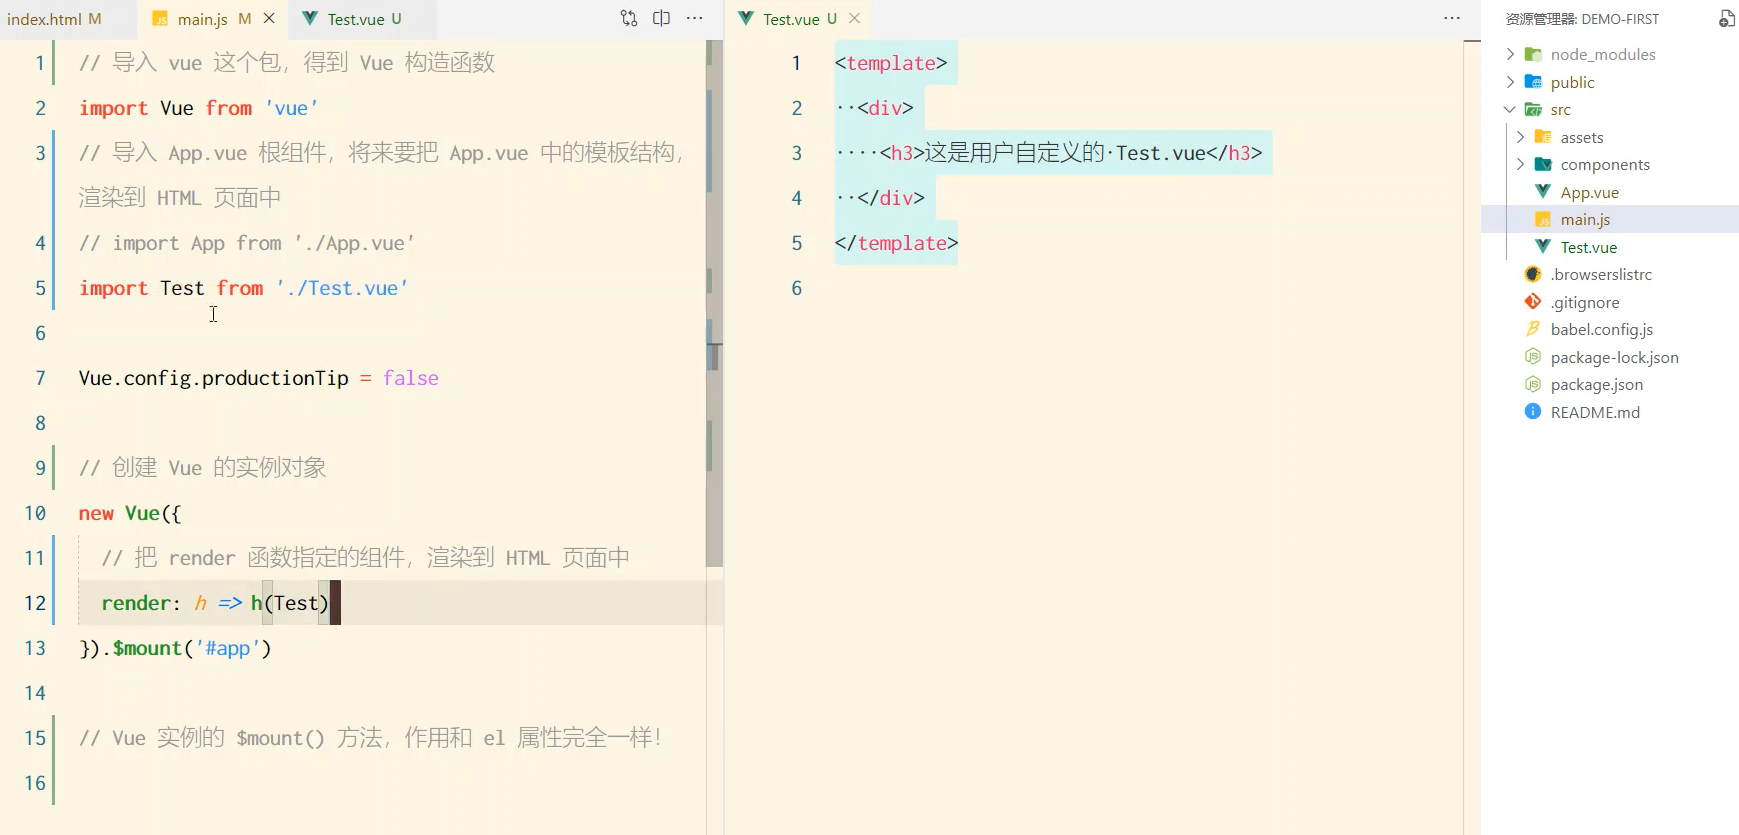 index.html M
main.js M
Test.vue U
1 // 导入 vue 这个包，得到 Vue 构造函数
2 import Vue from 'vue'
3 // 导入 App.vue 根组件，将来要把 App.vue 中的模板结构，
渲染到 HTML 页面中
4 // import App from './App.vue'
5 import Test from './Test.vue'
6
7 Vue.config.productionTip = false
8
9 // 创建 Vue 的实例对象
10 new Vue({
11 // 把 render 函数指定的组件，渲染到 HTML 页面中
12 render: h => h(Test)
13 }).$mount('#app')
14
15 // Vue 实例的 $mount() 方法，作用和 el 属性完全一样！
16
Test.vue U
1 <template>
2 ··<div>
3 ····<h3>这是用户自定义的·Test.vue</h3>
4 ··</div>
5 </template>
6
资源管理器: DEMO-FIRST
node_modules
public
src
assets
components
App.vue
main.js
Test.vue
.browserslistrc
.gitignore
babel.config.js
package-lock.json
package.json
README.md